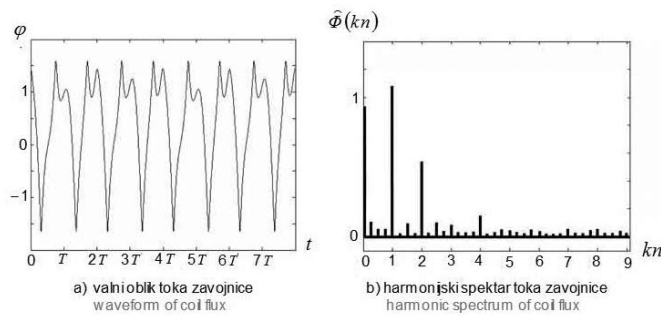 φ
1
0
−1
0 T 2T 3T 4T 5T 6T 7T t
a) valni oblik toka zavojnice
waveform of coil flux
Φ̂(kn)
1
0
0 1 2 3 4 5 6 7 8 9 kn
b) harmonijski spektar toka zavojnice
harmonic spectrum of coil flux